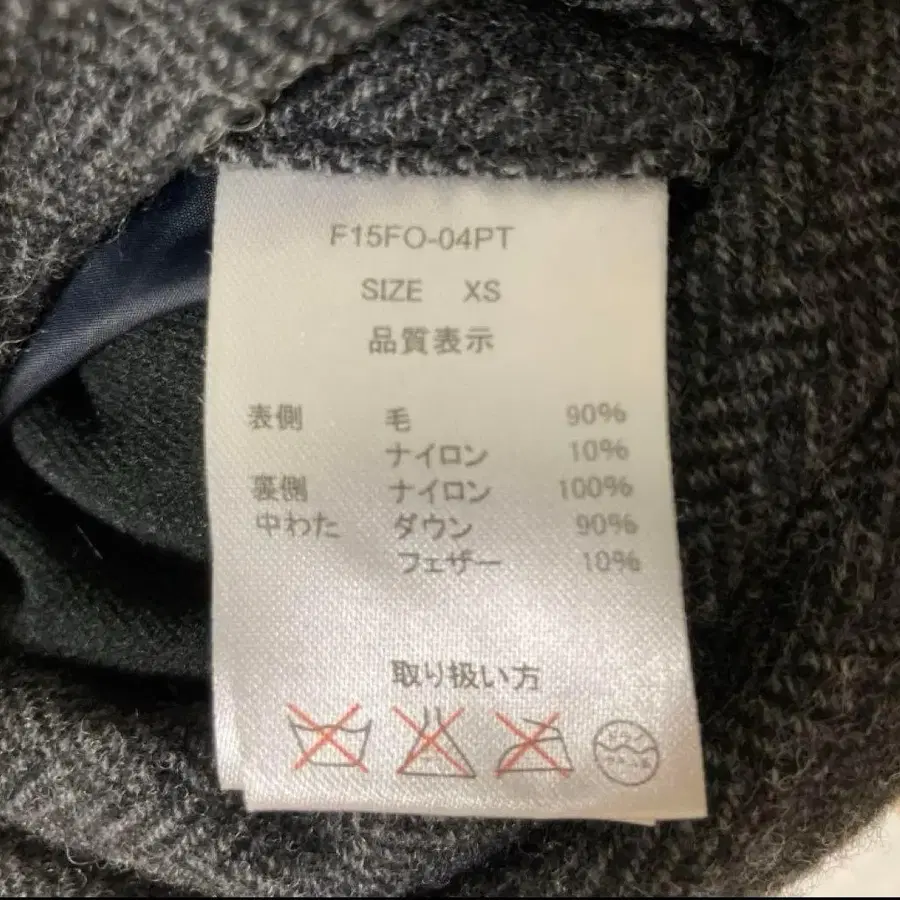 F15FO-04PT
SIZE XS
品質表示
表側 毛 90%
ナイロン 10%
裏側 ナイロン 100%
中わた ダウン 90%
フェザー 10%
取り扱い方